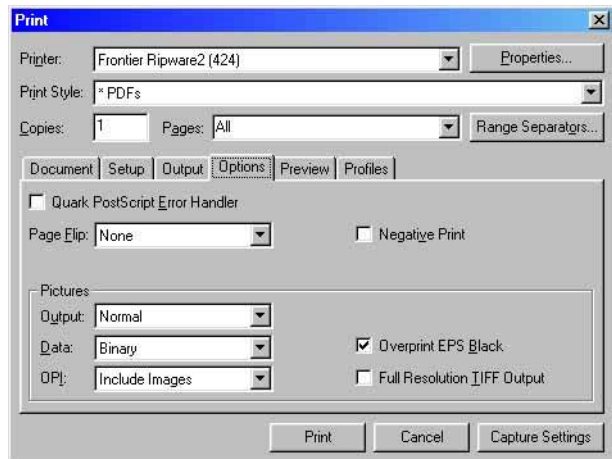 Print
Printer: Frontier Ripware2 (424) Properties...
Print Style: * PDFs
Copies: 1 Pages: All Range Separators...
Document Setup Output Options Preview Profiles
Quark PostScript Error Handler
Page Flip: None Negative Print
Pictures
Output: Normal
Data: Binary Overprint EPS Black
OPI: Include Images Full Resolution TIFF Output
Print Cancel Capture Settings